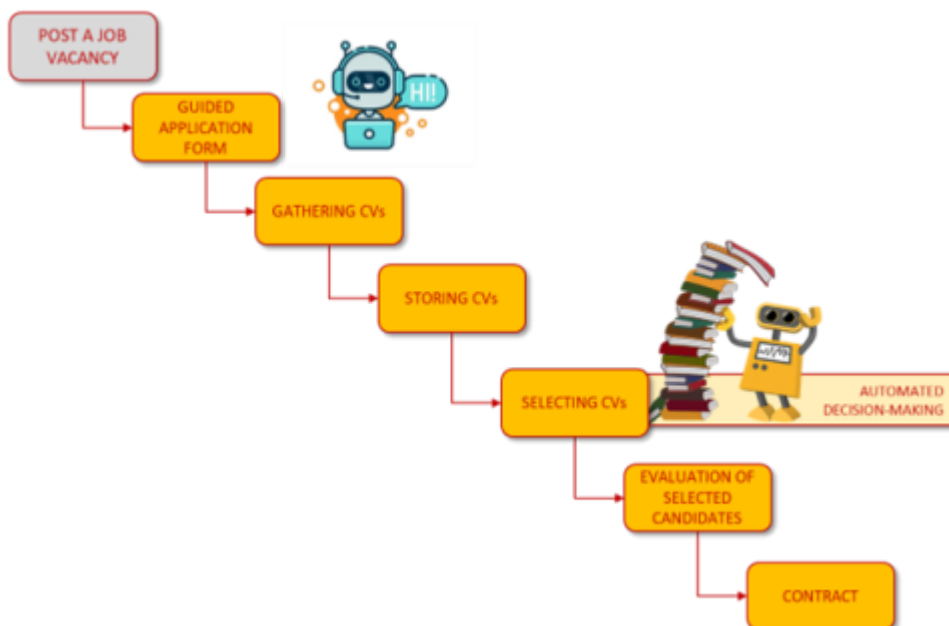 POST A JOB
VACANCY
HI!
GUIDED
APPLICATION
FORM
GATHERING CVs
STORING CVs
SELECTING CVs
AUTOMATED
DECISION-MAKING
EVALUATION OF
SELECTED
CANDIDATES
CONTRACT